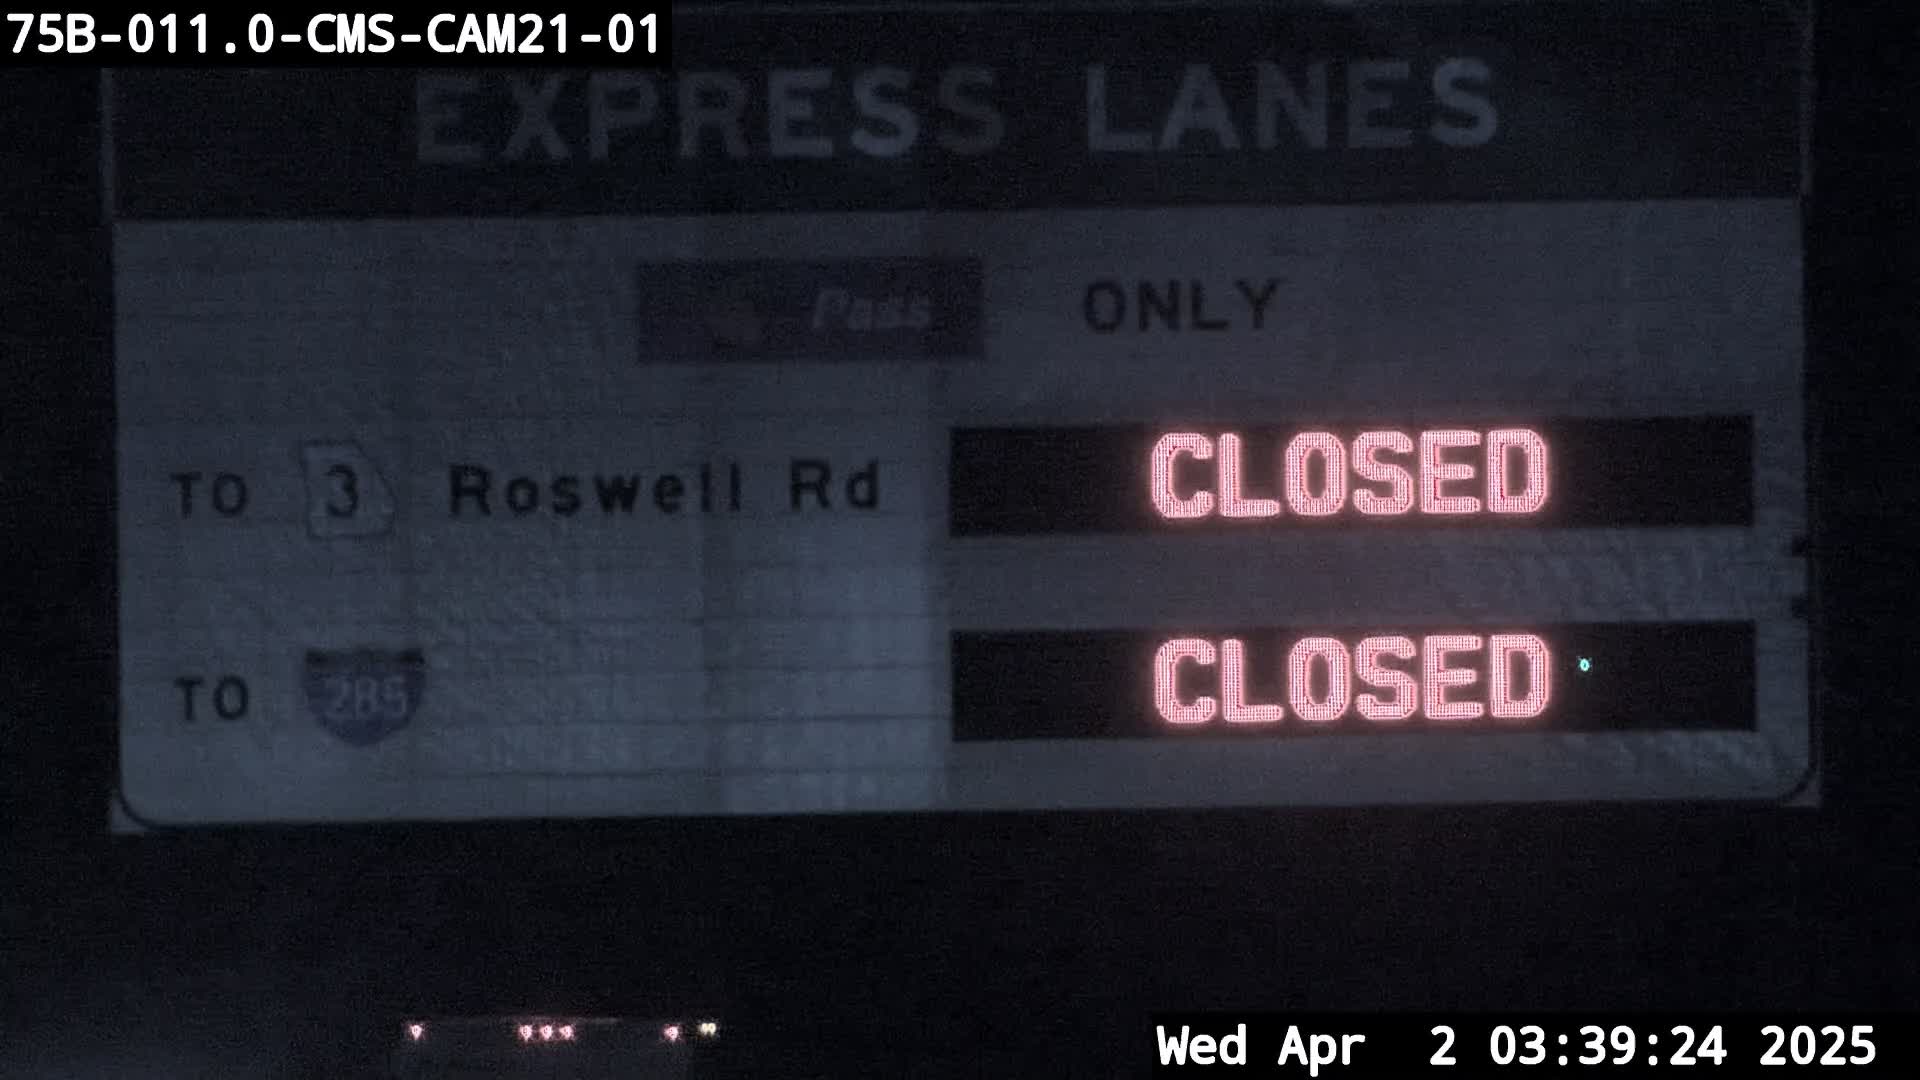 75B-011.0-CMS-CAM21-01
EXPRESS LANES
Pass ONLY
TO 3 Roswell Rd CLOSED
TO 285 CLOSED
Wed Apr 2 03:39:24 2025